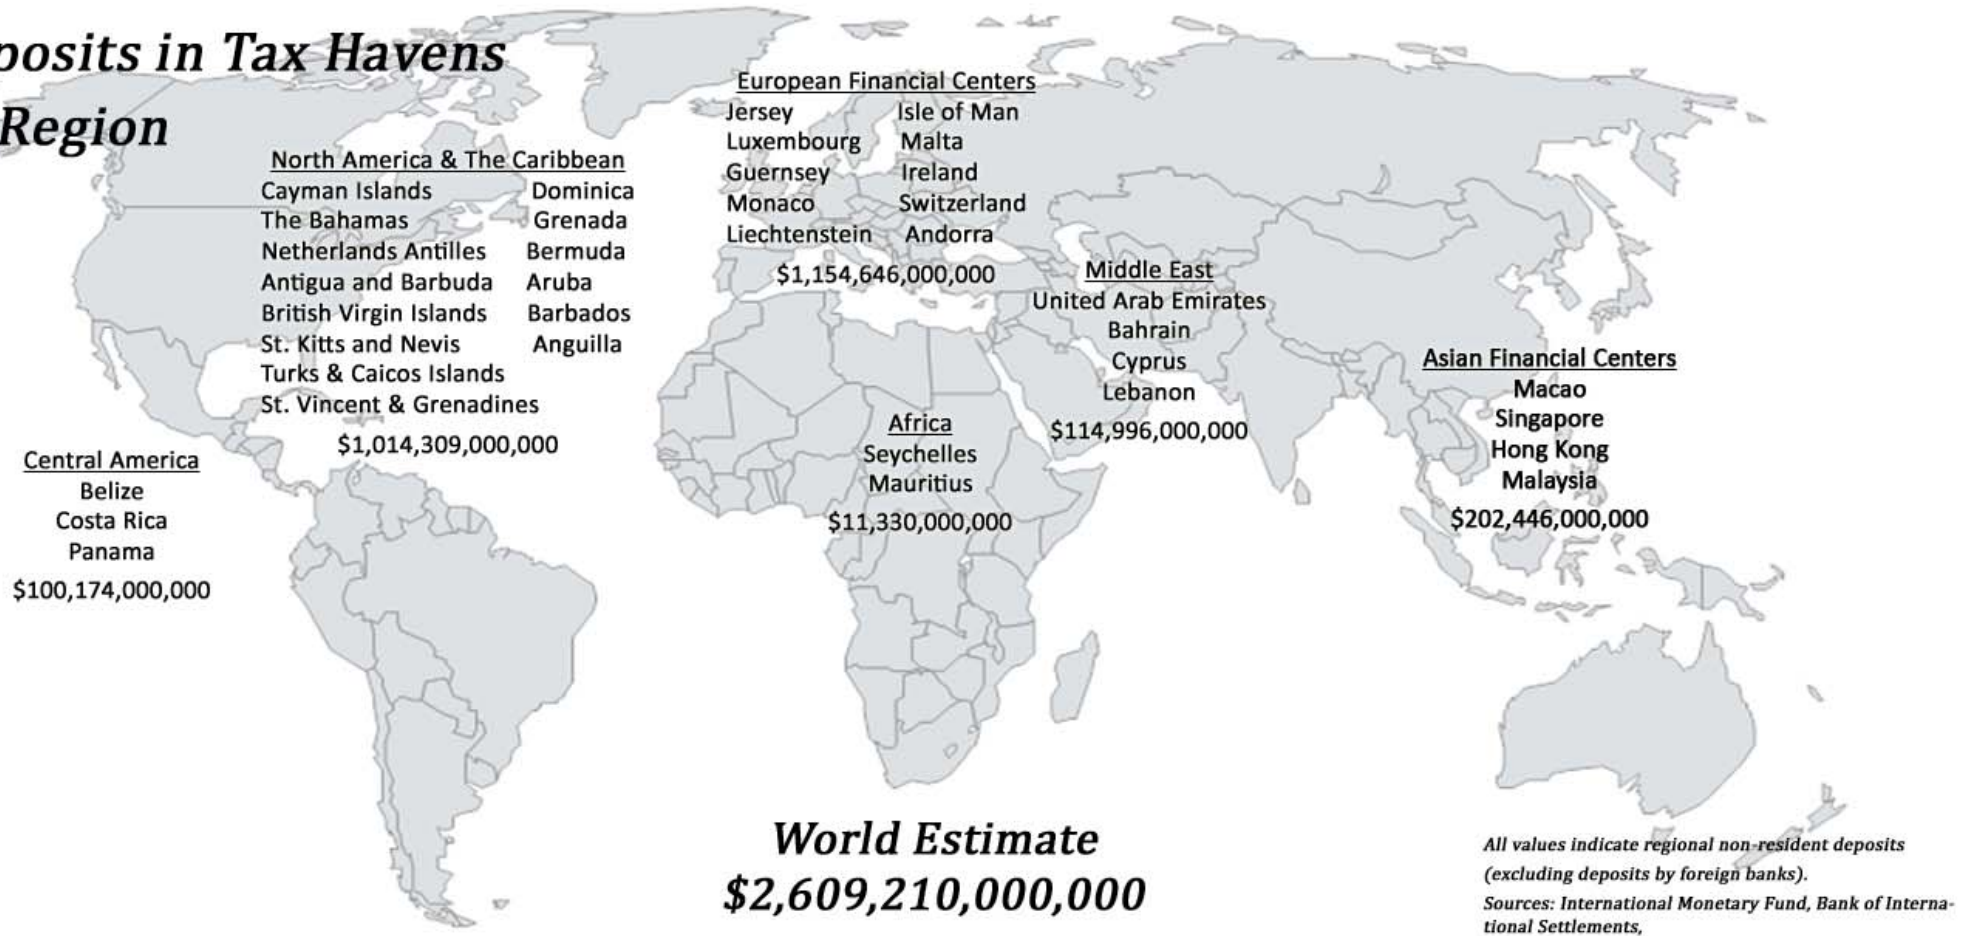 posits in Tax Havens
Region
North America & The Caribbean
Cayman Islands Dominica
The Bahamas Grenada
Netherlands Antilles Bermuda
Antigua and Barbuda Aruba
British Virgin Islands Barbados
St. Kitts and Nevis Anguilla
Turks & Caicos Islands
St. Vincent & Grenadines
$1,014,309,000,000
European Financial Centers
Jersey Isle of Man
Luxembourg Malta
Guernsey Ireland
Monaco Switzerland
Liechtenstein Andorra
$1,154,646,000,000
Middle East
United Arab Emirates
Bahrain
Cyprus
Lebanon
$114,996,000,000
Asian Financial Centers
Macao
Singapore
Hong Kong
Malaysia
$202,446,000,000
Africa
Seychelles
Mauritius
$11,330,000,000
Central America
Belize
Costa Rica
Panama
$100,174,000,000
World Estimate
$2,609,210,000,000
All values indicate regional non-resident deposits
(excluding deposits by foreign banks).
Sources: International Monetary Fund, Bank of Interna-
tional Settlements,